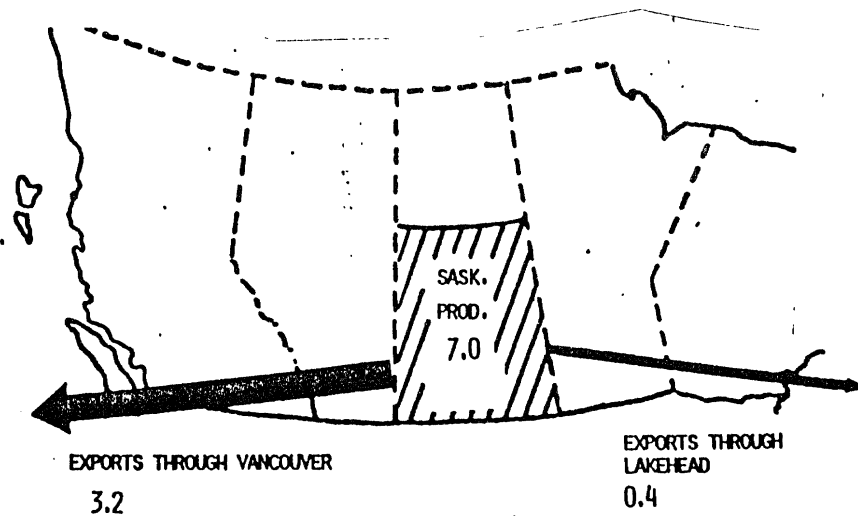 SASK.
PROD.
7.0
EXPORTS THROUGH VANCOUVER
3.2
EXPORTS THROUGH
LAKEHEAD
0.4